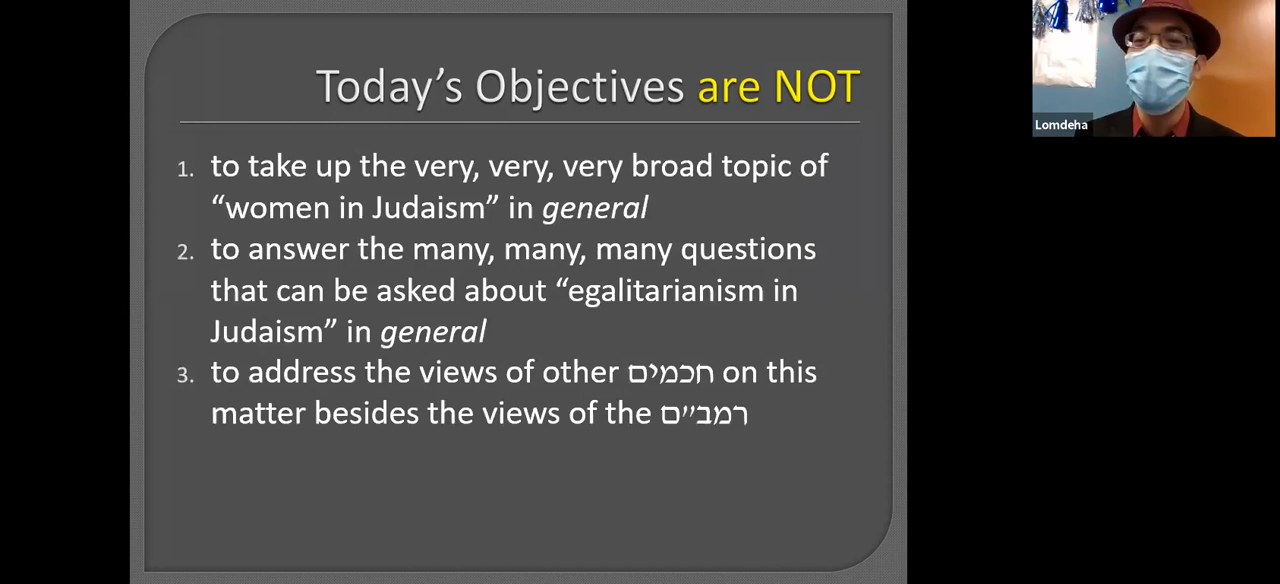 Today's Objectives are NOT
1. to take up the very, very, very broad topic of
“women in Judaism” in general
2. to answer the many, many, many questions
that can be asked about “egalitarianism in
Judaism” in general
3. to address the views of other חכמים on this
matter besides the views of the רמב״ם
Lomdeha